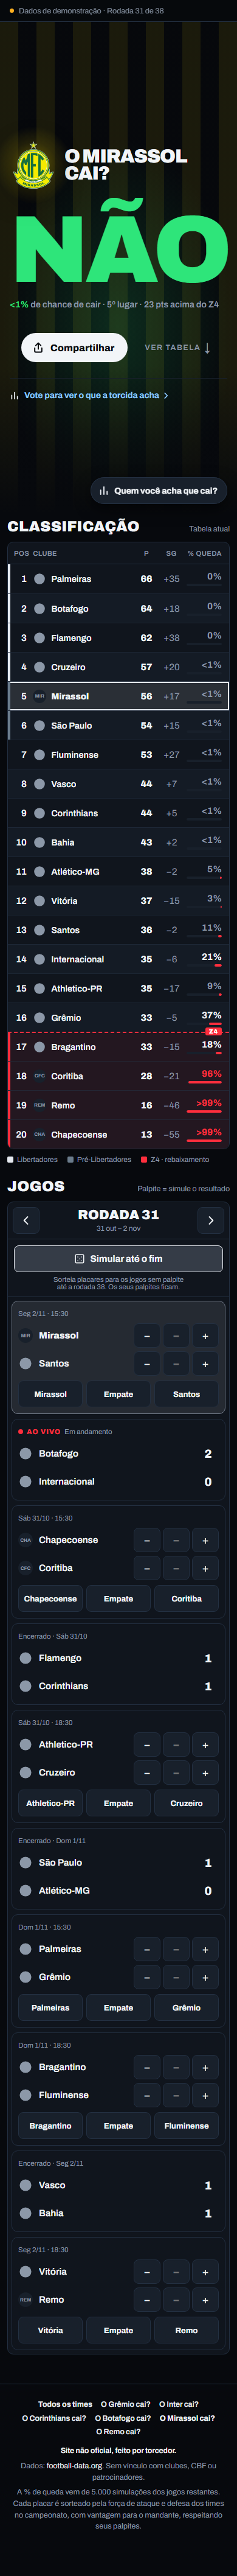 Dados de demonstração · Rodada 31 de 38
MFC
MIRASSOL
O MIRASSOL
CAI?
NÃO
<1% de chance de cair · 5º lugar · 23 pts acima do Z4
Compartilhar
VER TABELA ↓
Vote para ver o que a torcida acha >
Quem você acha que cai?
CLASSIFICAÇÃO Tabela atual
POS CLUBE P SG % QUEDA
1 Palmeiras 66 +35 0%
2 Botafogo 64 +18 0%
3 Flamengo 62 +38 0%
4 Cruzeiro 57 +20 <1%
5 MIR Mirassol 56 +17 <1%
6 São Paulo 54 +15 <1%
7 Fluminense 53 +27 <1%
8 Vasco 44 +7 <1%
9 Corinthians 44 +5 <1%
10 Bahia 43 +2 <1%
11 Atlético-MG 38 −2 5%
12 Vitória 37 −15 3%
13 Santos 36 −2 11%
14 Internacional 35 −6 21%
15 Athletico-PR 35 −17 9%
16 Grêmio 33 −5 37%
Z4
17 Bragantino 33 −15 18%
18 CFC Coritiba 28 −21 96%
19 REM Remo 16 −46 >99%
20 CHA Chapecoense 13 −55 >99%
Libertadores Pré-Libertadores Z4 · rebaixamento
JOGOS Palpite = simule o resultado
RODADA 31
31 out – 2 nov
Simular até o fim
Sorteia placares para os jogos sem palpite
até a rodada 38. Os seus palpites ficam.
Seg 2/11 · 15:30
MIR Mirassol − – +
Santos − – +
Mirassol Empate Santos
AO VIVO Em andamento
Botafogo 2
Internacional 0
Sáb 31/10 · 15:30
CHA Chapecoense − – +
CFC Coritiba − – +
Chapecoense Empate Coritiba
Encerrado · Sáb 31/10
Flamengo 1
Corinthians 1
Sáb 31/10 · 18:30
Athletico-PR − – +
Cruzeiro − – +
Athletico-PR Empate Cruzeiro
Encerrado · Dom 1/11
São Paulo 1
Atlético-MG 0
Dom 1/11 · 15:30
Palmeiras − – +
Grêmio − – +
Palmeiras Empate Grêmio
Dom 1/11 · 18:30
Bragantino − – +
Fluminense − – +
Bragantino Empate Fluminense
Encerrado · Seg 2/11
Vasco 1
Bahia 1
Seg 2/11 · 18:30
Vitória − – +
REM Remo − – +
Vitória Empate Remo
Todos os times O Grêmio cai? O Inter cai?
O Corinthians cai? O Botafogo cai? O Mirassol cai?
O Remo cai?
Site não oficial, feito por torcedor.
Dados: football-data.org. Sem vínculo com clubes, CBF ou
patrocinadores.
A % de queda vem de 5.000 simulações dos jogos restantes.
Cada placar é sorteado pela força de ataque e defesa dos times
no campeonato, com vantagem para o mandante, respeitando
seus palpites.